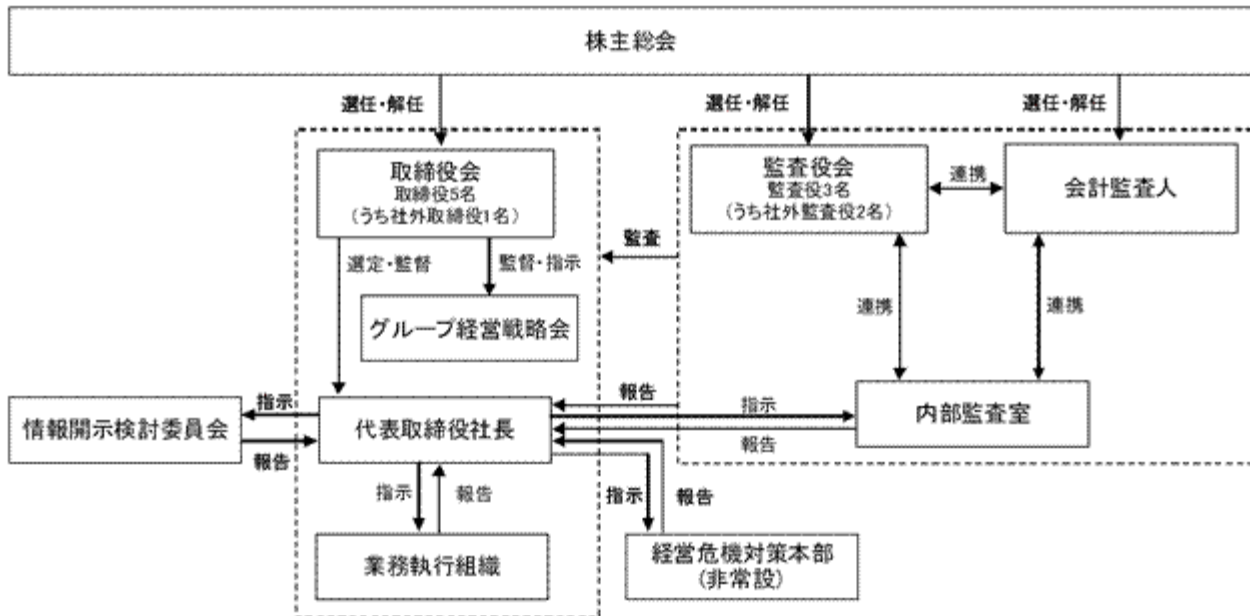 株主総会
選任・解任
選任・解任
選任・解任
取締役会
取締役5名
(うち社外取締役1名)
監査役会
監査役3名
(うち社外監査役2名)
連携
会計監査人
監査
選定・監督
監督・指示
グループ経営戦略会
連携
連携
情報開示検討委員会
指示
報告
代表取締役社長
報告
指示
報告
内部監査室
指示
報告
指示
報告
業務執行組織
経営危機対策本部
(非常設)